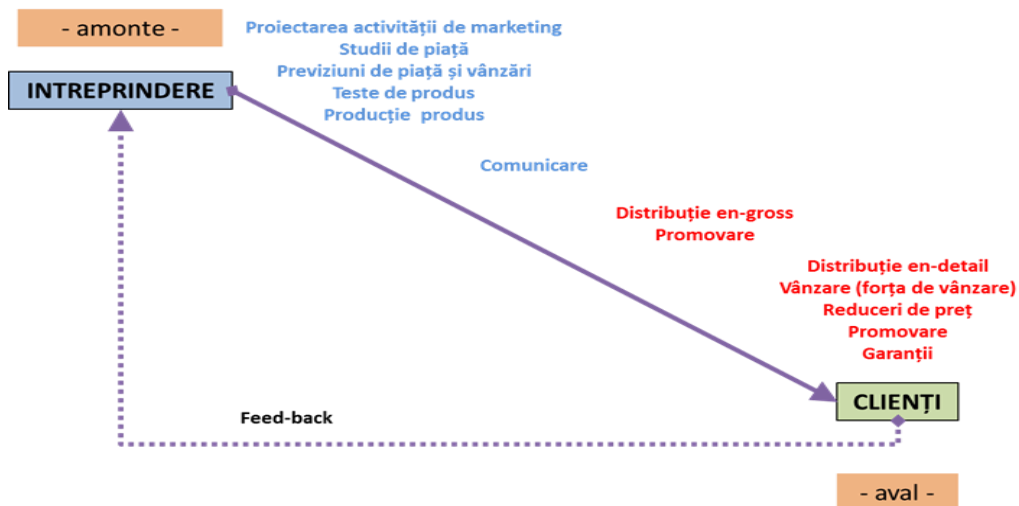 - amonte -
INTREPRINDERE
Proiectarea activității de marketing
Studii de piață
Previziuni de piață și vânzări
Teste de produs
Producție  produs
Comunicare
Distribuție en-gross
Promovare
Distribuție en-detail
Vânzare (forța de vânzare)
Reduceri de preț
Promovare
Garanții
CLIENȚI
Feed-back
- aval -